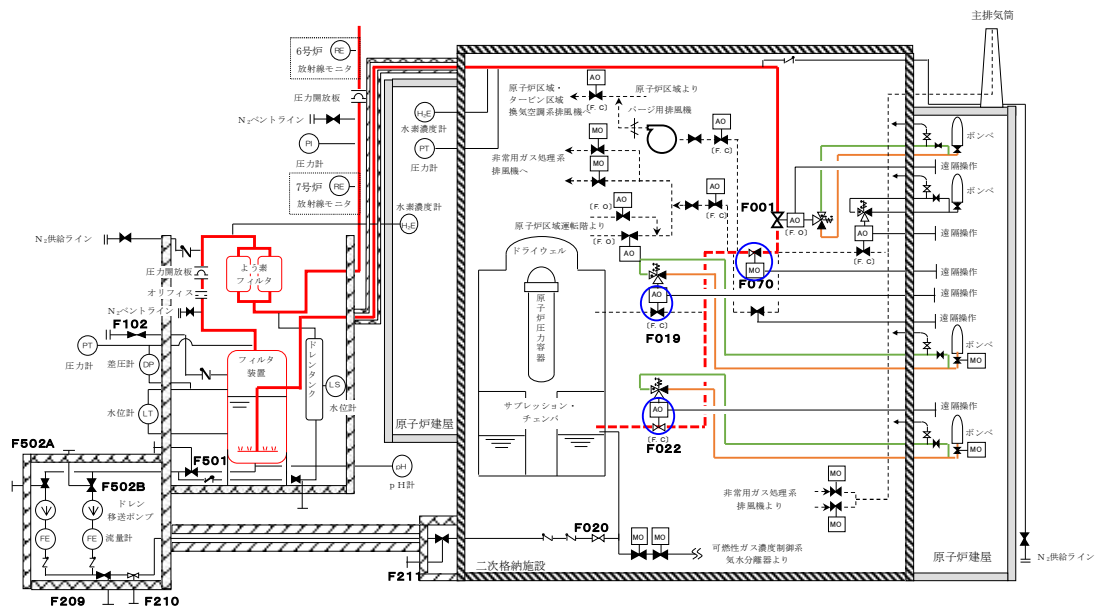 主排気筒
6号炉
放射線モニタ
RE
圧力開放板
N₂ベントライン
PI
圧力計
7号炉
放射線モニタ
RE
H₂E
水素濃度計
PT
圧力計
水素濃度計
H₂E
原子炉区域・
タービン区域
換気空調系排風機へ
AO
(F. C)
原子炉区域より
パージ用排風機
MO
非常用ガス処理系
排風機へ
MO
AO
(F. C)
AO
(F. O)
AO
(F. C)
原子炉区域運転階より
AO
F001
AO
(F. O)
AO
(F. C)
ボンベ
遠隔操作
ボンベ
遠隔操作
遠隔操作
遠隔操作
遠隔操作
ボンベ
MO
遠隔操作
ボンベ
MO
MO
F070
AO
(F. C)
F019
AO
(F. C)
F022
ドライウェル
原子炉圧力容器
サプレッション・
チェンバ
N₂供給ライン
圧力開放板
オリフィス
N₂ベントライン
よう素
フィルタ
F102
PT
圧力計
差圧計
DP
フィルタ
装置
ドレンタンク
LS
水位計
水位計
LT
原子炉建屋
F502A
F501
F502B
pH
pH計
ドレン
移送ポンプ
FE
FE
流量計
F209
F210
F211
F020
MO
MO
可燃性ガス濃度制御系
気水分離器より
非常用ガス処理系
排風機より
MO
MO
二次格納施設
原子炉建屋
N₂供給ライン